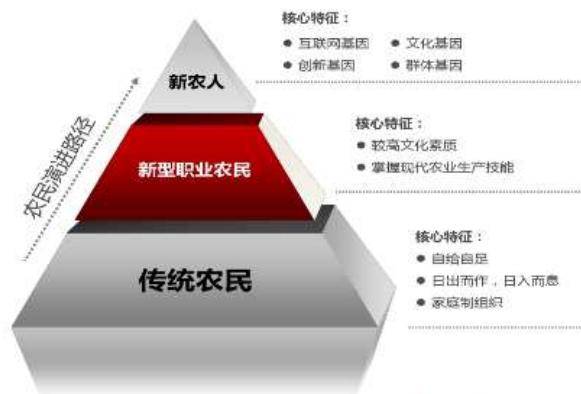 核心特征：
● 互联网基因 ● 文化基因
● 创新基因 ● 群体基因
新农人
农民演进路径
核心特征：
● 较高文化素质
● 掌握现代农业生产技能
新型职业农民
核心特征：
● 自给自足
● 日出而作，日入而息
● 家庭制组织
传统农民